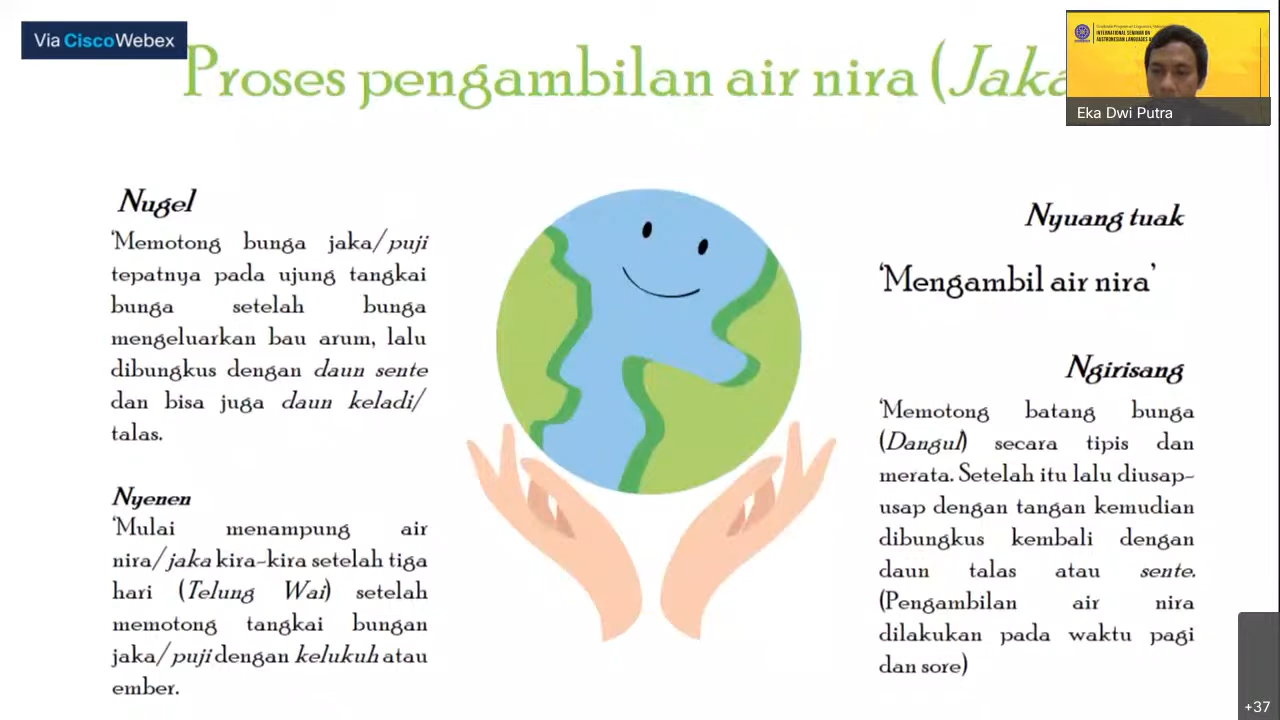 Via CiscoWebex
Proses pengambilan air nira (Jaka
INTERNATIONAL SEMINAR ON
AUSTRONESIAN LANGUAGES
Eka Dwi Putra
Nugel
‘Memotong bunga jaka/puji
tepatnya pada ujung tangkai
bunga setelah bunga
mengeluarkan bau arum, lalu
dibungkus dengan daun sente
dan bisa juga daun keladi/
talas.
Nyenen
‘Mulai menampung air
nira/jaka kira-kira setelah tiga
hari (Telung Wai) setelah
memotong tangkai bungan
jaka/puji dengan kelukuh atau
ember.
Nyuang tuak
‘Mengambil air nira’
Ngirisang
‘Memotong batang bunga
(Dangul) secara tipis dan
merata. Setelah itu lalu diusap-
usap dengan tangan kemudian
dibungkus kembali dengan
daun talas atau sente.
(Pengambilan air nira
dilakukan pada waktu pagi
dan sore)
+37